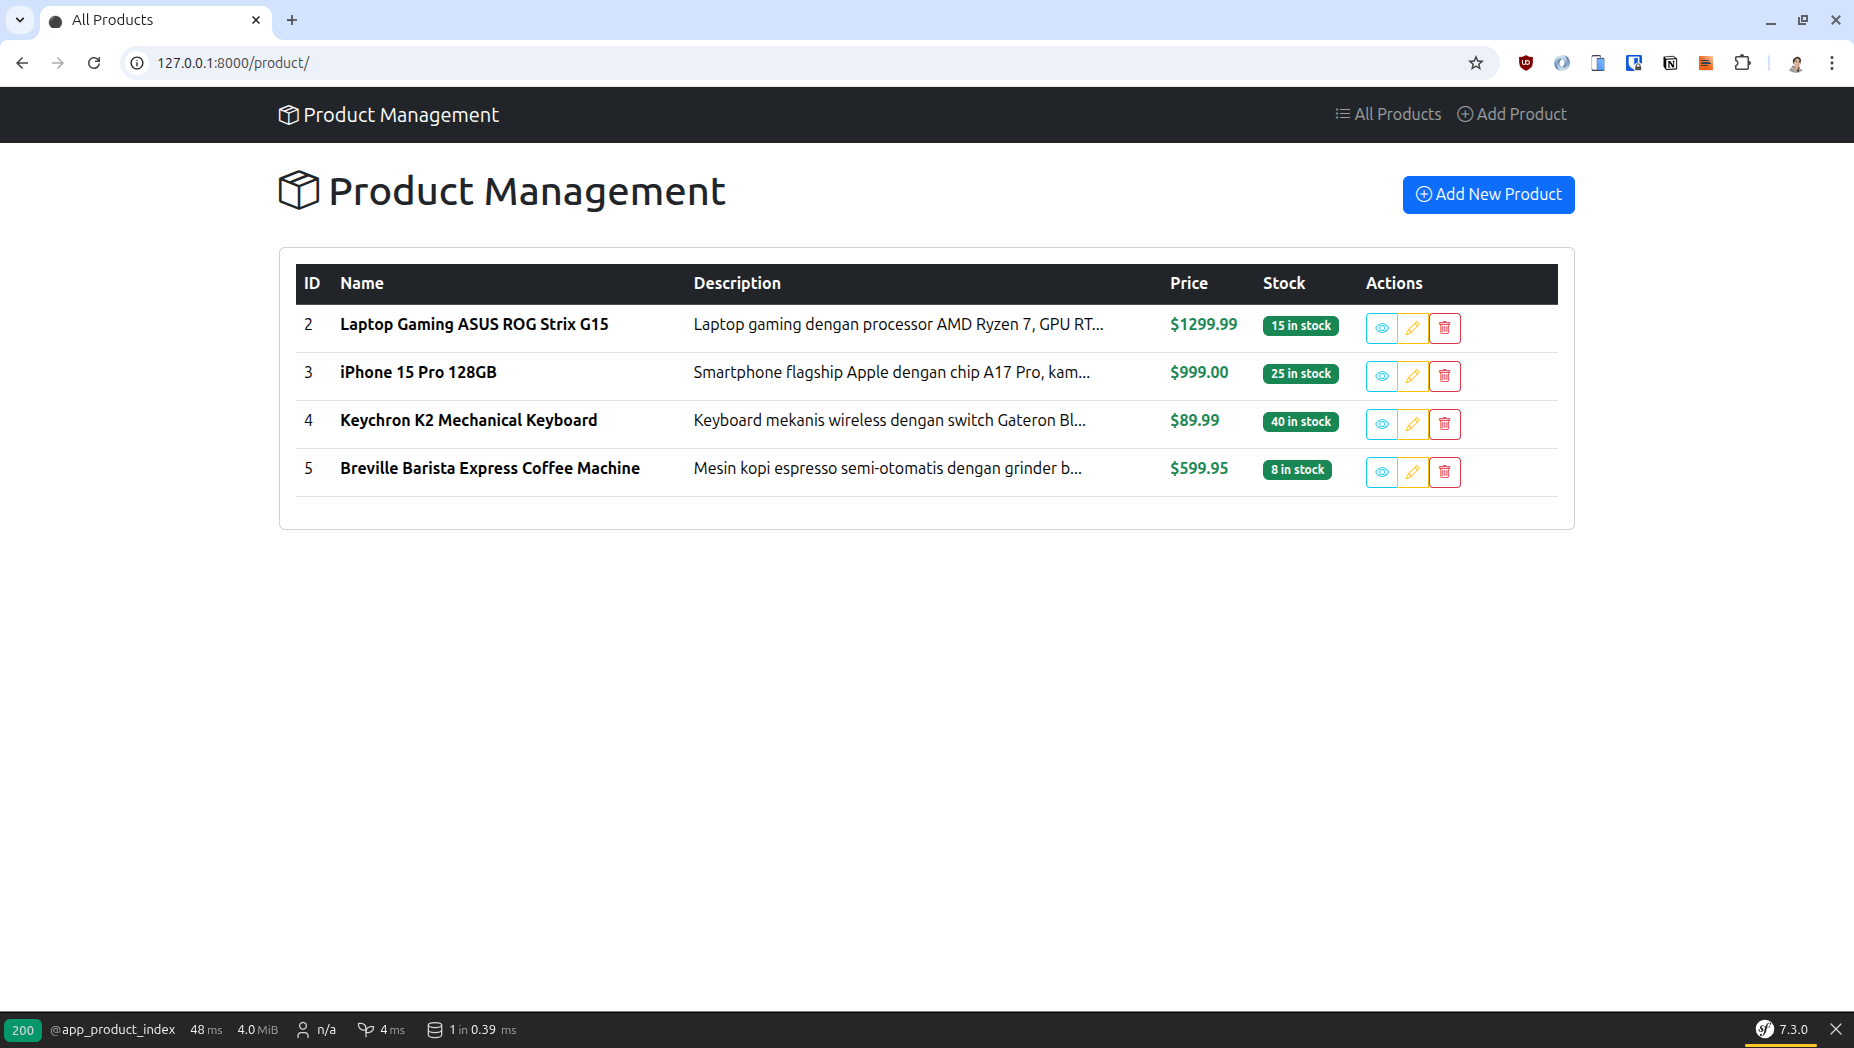 All Products
127.0.0.1:8000/product/
Product Management
All Products
Add Product
Product Management
Add New Product
ID Name Description Price Stock Actions
2 Laptop Gaming ASUS ROG Strix G15 Laptop gaming dengan processor AMD Ryzen 7, GPU RT... $1299.99 15 in stock
3 iPhone 15 Pro 128GB Smartphone flagship Apple dengan chip A17 Pro, kam... $999.00 25 in stock
4 Keychron K2 Mechanical Keyboard Keyboard mekanis wireless dengan switch Gateron Bl... $89.99 40 in stock
5 Breville Barista Express Coffee Machine Mesin kopi espresso semi-otomatis dengan grinder b... $599.95 8 in stock
200 @app_product_index 48 ms 4.0 MiB n/a 4 ms 1 in 0.39 ms sf 7.3.0